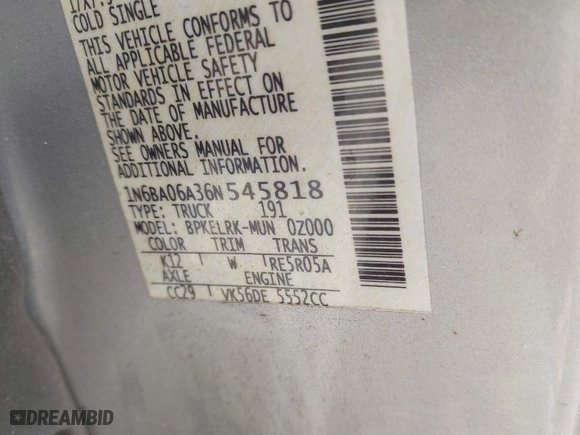 COLD SINGLE
THIS VEHICLE CONFORMS TO
ALL APPLICABLE FEDERAL
MOTOR VEHICLE SAFETY
STANDARDS IN EFFECT ON
THE DATE OF MANUFACTURE
SHOWN ABOVE.
SEE OWNERS MANUAL FOR
ADDITIONAL INFORMATION.
1N6BA06A36N545818
TYPE: TRUCK 191
MODEL: BPKELRK-MUN 0Z000
COLOR TRIM TRANS
K12 W RE5R05A
AXLE ENGINE
CC29 VK56DE 5552CC
DREAMBID